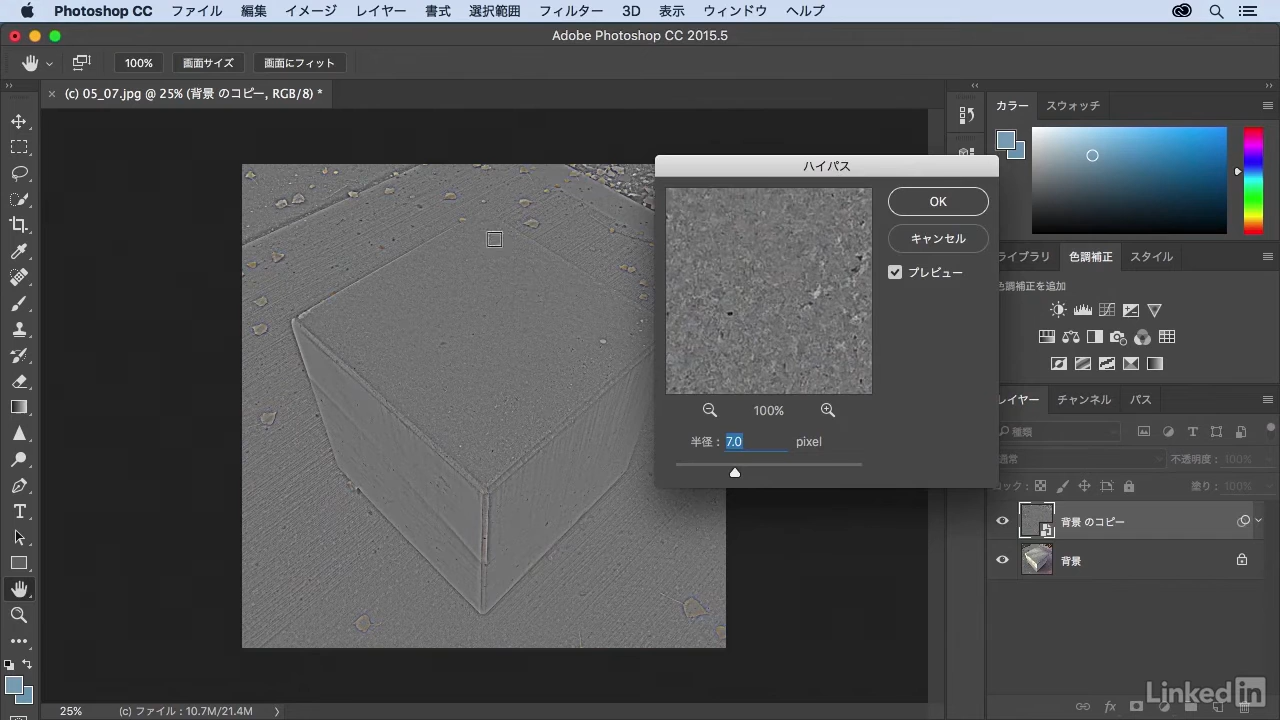 Photoshop CC ファイル 編集 イメージ レイヤー 書式 選択範囲 フィルター 3D 表示 ウィンドウ ヘルプ
Adobe Photoshop CC 2015.5
100% 画面サイズ 画面にフィット
× (c) 05_07.jpg @ 25% (背景 のコピー, RGB/8) *
カラー スウォッチ
ハイパス
OK
キャンセル
プレビュー
100%
半径 : 7.0 pixel
イブラリ 色調補正 スタイル
色調補正を追加
レイヤー チャンネル パス
種類
通常 不透明度 : 100%
ロック : 塗り : 100%
背景 のコピー
背景
25% (c) ファイル : 10.7M/21.4M
Linked in